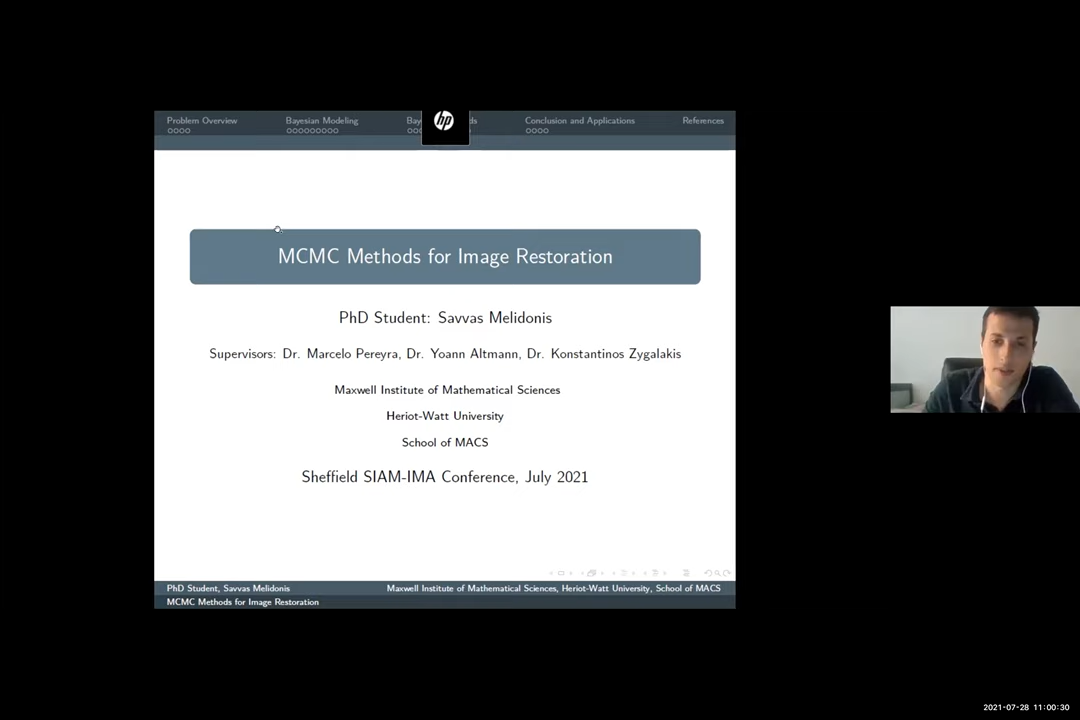 Problem Overview Bayesian Modeling Bay ds Conclusion and Applications References
hp
MCMC Methods for Image Restoration
PhD Student: Savvas Melidonis
Supervisors: Dr. Marcelo Pereyra, Dr. Yoann Altmann, Dr. Konstantinos Zygalakis
Maxwell Institute of Mathematical Sciences
Heriot-Watt University
School of MACS
Sheffield SIAM-IMA Conference, July 2021
PhD Student, Savvas Melidonis Maxwell Institute of Mathematical Sciences, Heriot-Watt University, School of MACS
MCMC Methods for Image Restoration
2021-07-28 11:00:30